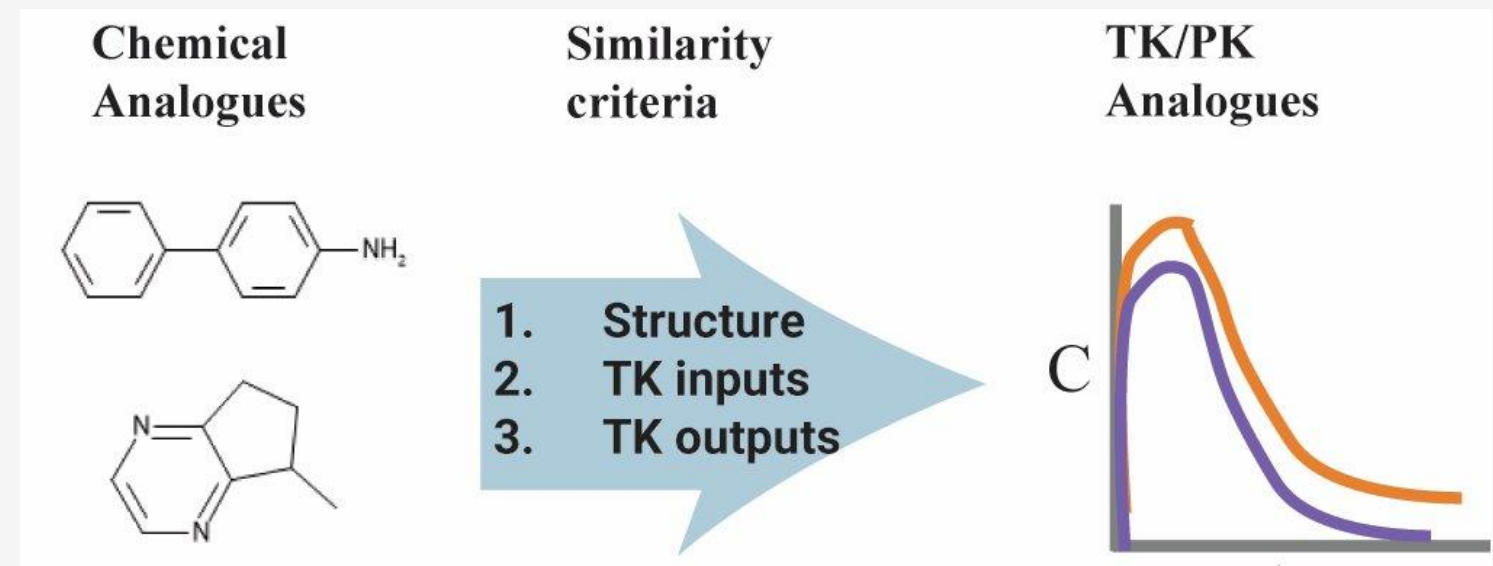 Chemical
Analogues
Similarity
criteria
TK/PK
Analogues
NH₂
N
N
1. Structure
2. TK inputs
3. TK outputs
C